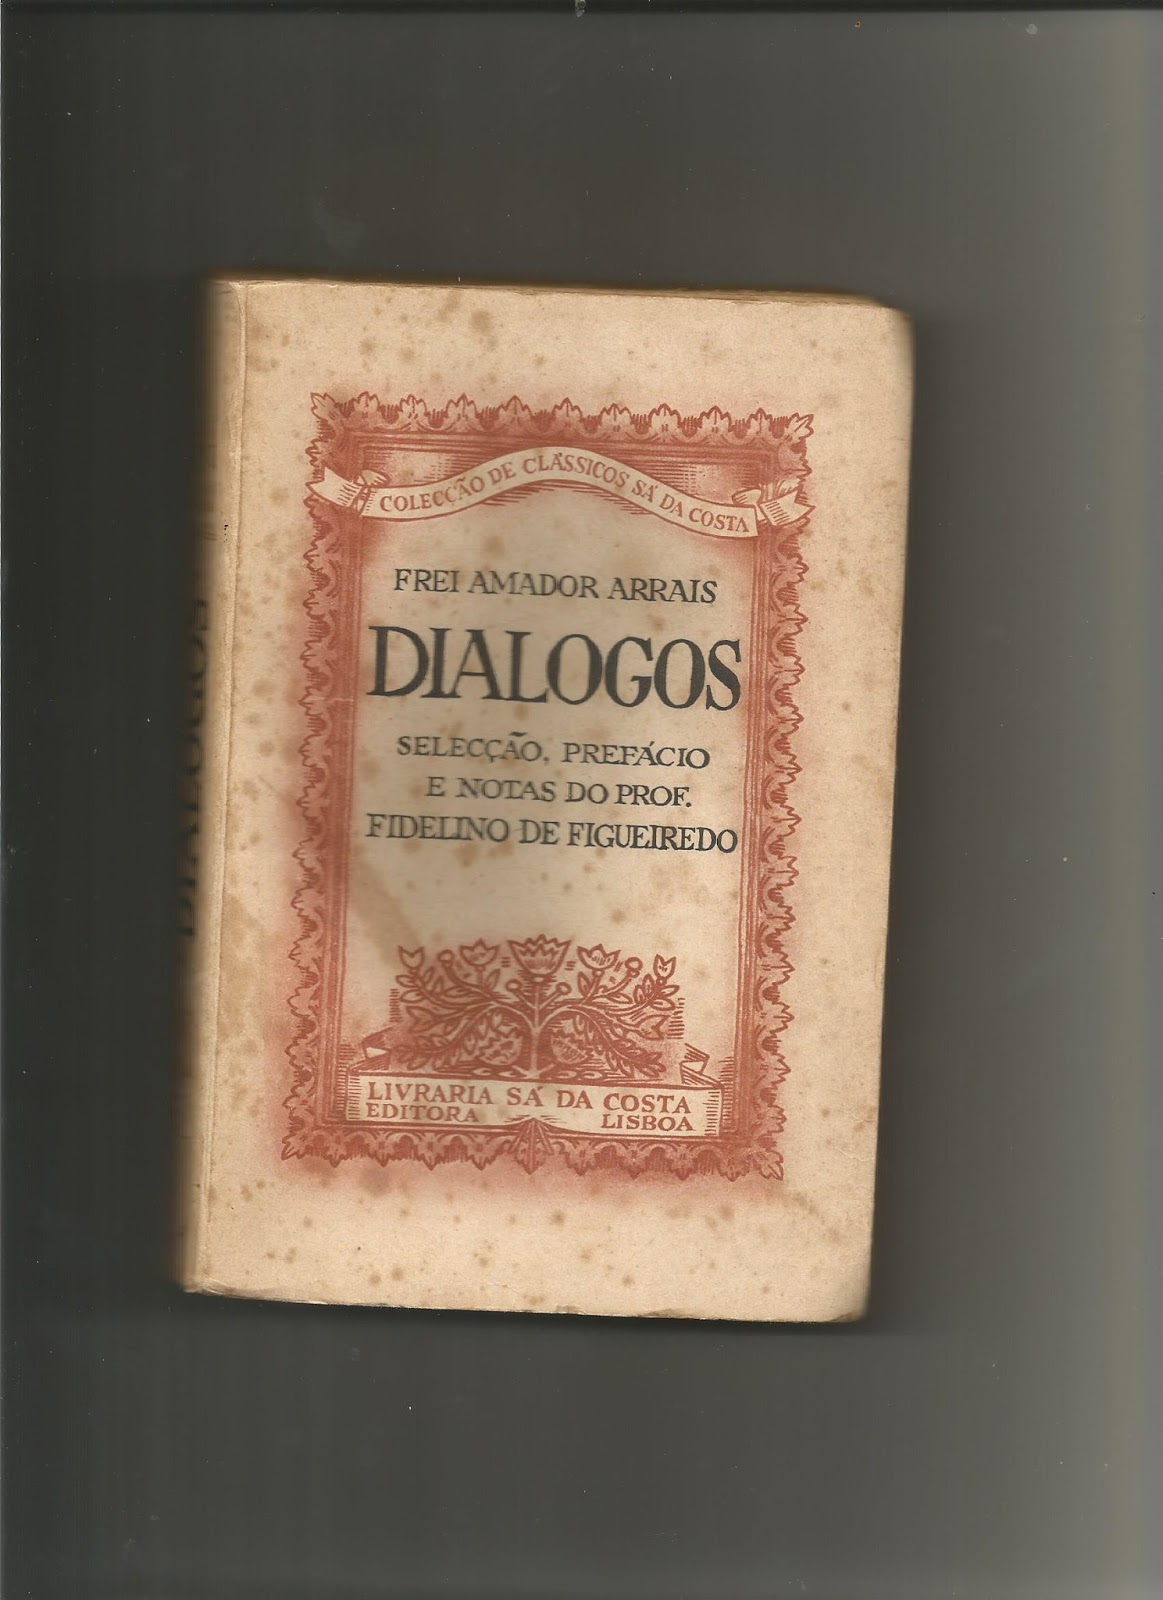 COLECÇÃO DE CLÁSSICOS SÁ DA COSTA
FREI AMADOR ARRAIS
DIALOGOS
SELECÇÃO, PREFÁCIO
E NOTAS DO PROF.
FIDELINO DE FIGUEIREDO
LIVRARIA SÁ DA COSTA
EDITORA LISBOA
DIALOGOS